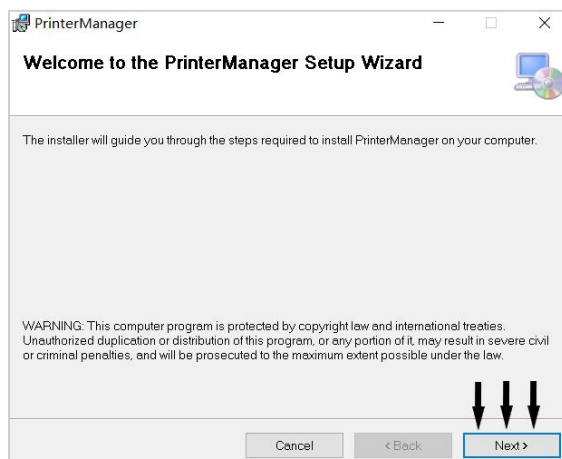 PrinterManager
Welcome to the PrinterManager Setup Wizard
The installer will guide you through the steps required to install PrinterManager on your computer.
WARNING: This computer program is protected by copyright law and international treaties.
Unauthorized duplication or distribution of this program, or any portion of it, may result in severe civil
or criminal penalties, and will be prosecuted to the maximum extent possible under the law.
Cancel
< Back
Next >